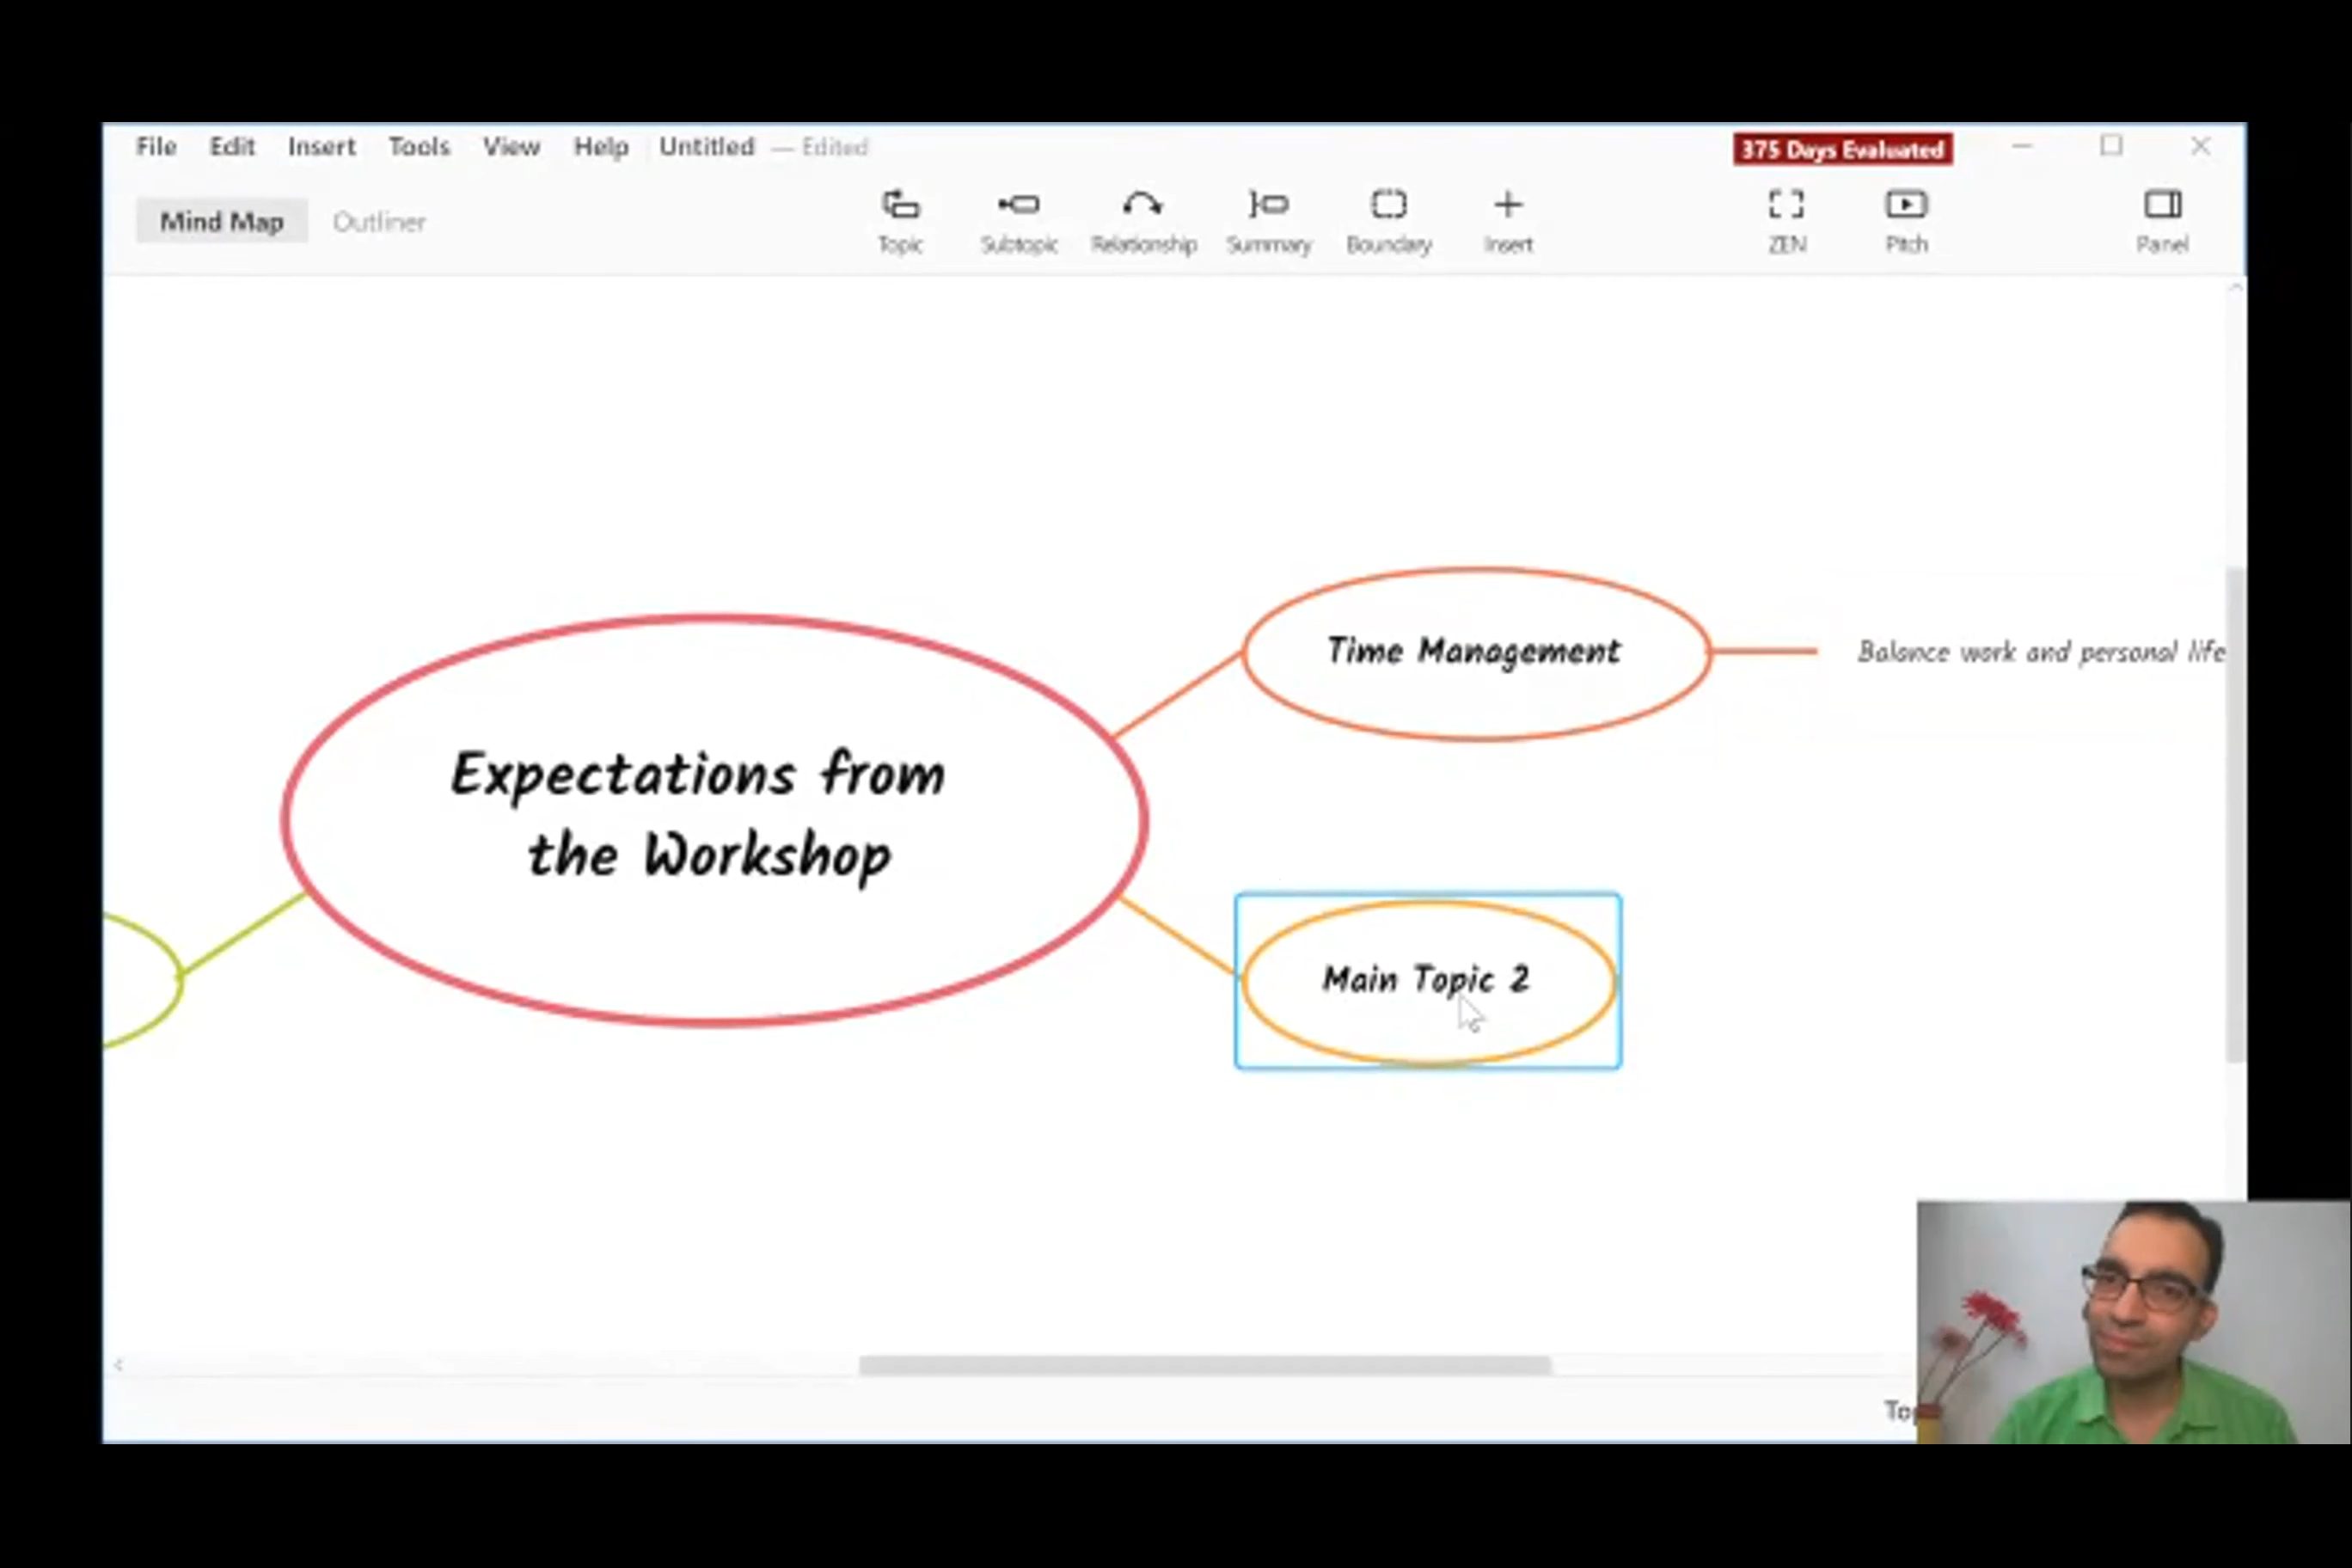 File Edit Insert Tools View Help Untitled — Edited 375 Days Evaluated
Mind Map Outliner Topic Subtopic Relationship Summary Boundary Insert ZEN Pitch Panel
Time Management Balance work and personal life
Expectations from
the Workshop
Main Topic 2